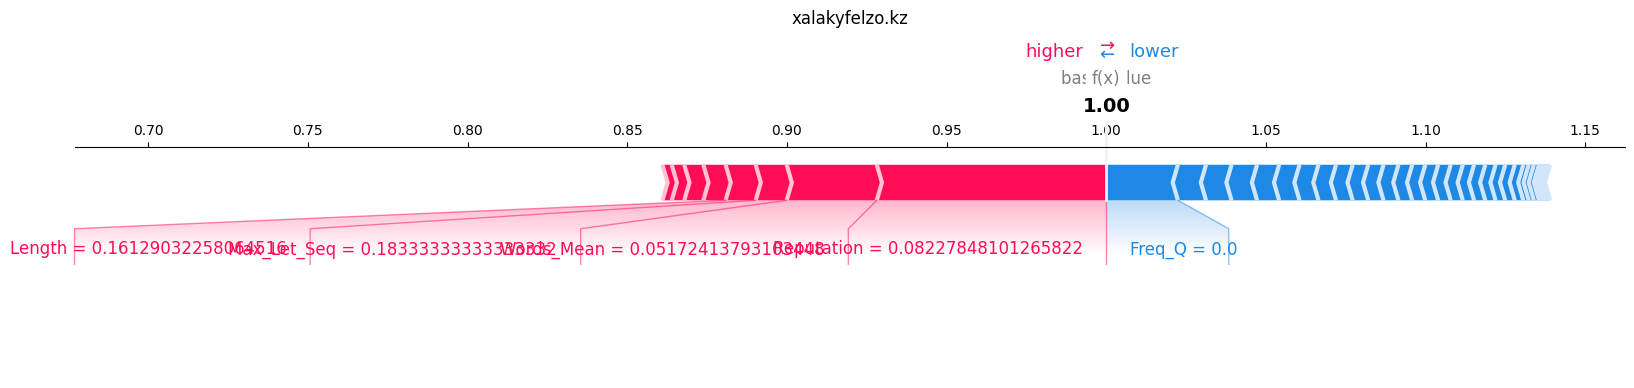 xalakyfelzo.kz
higher ⇄ lower
bas f(x) lue
1.00
0.70 0.75 0.80 0.85 0.90 0.95 1.00 1.05 1.10 1.15
Length = 0.16129032258064516 Max_Let_Seq = 0.18333333333333332 Words_Mean = 0.05172413793103448 Reputation = 0.08227848101265822 Freq_Q = 0.0